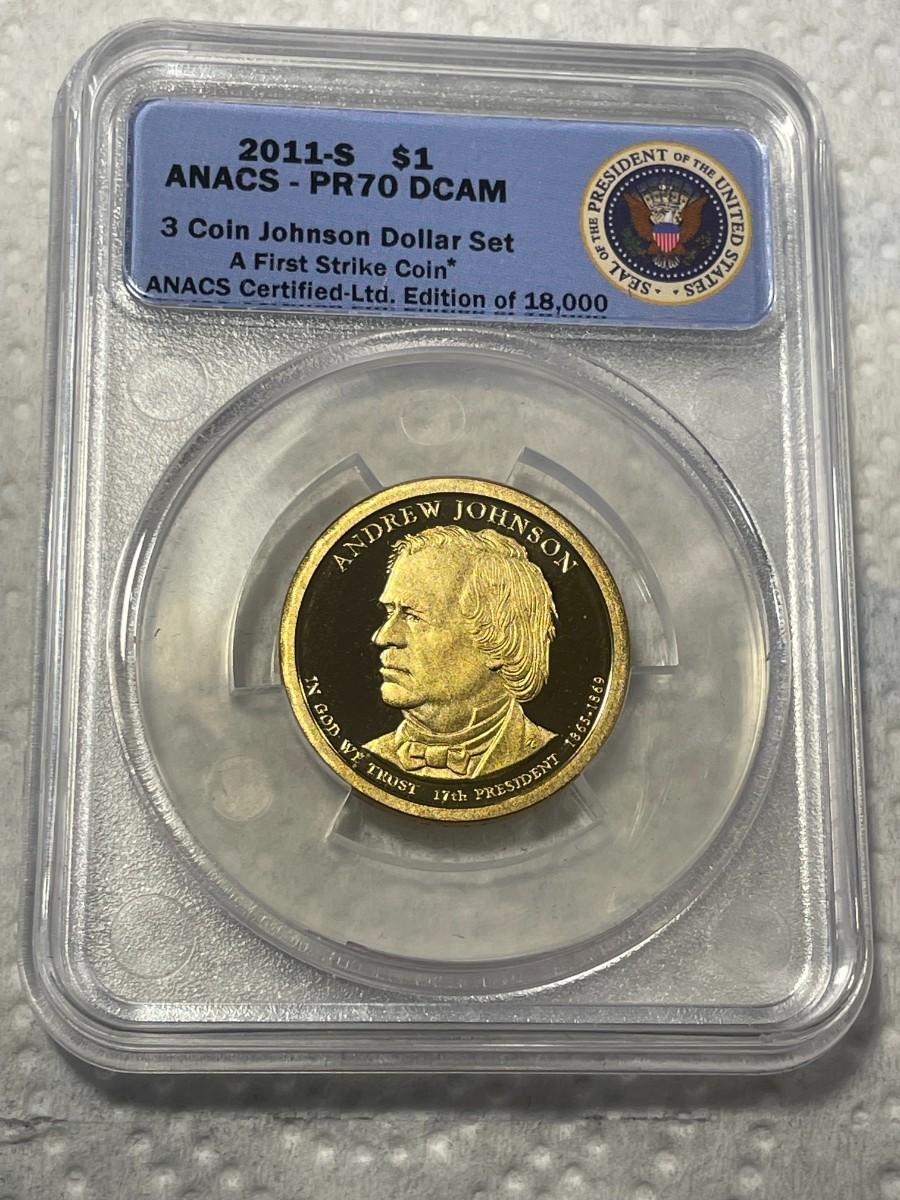 2011-S $1
ANACS - PR70 DCAM
3 Coin Johnson Dollar Set
A First Strike Coin*
ANACS Certified-Ltd. Edition of 18,000
SEAL OF THE PRESIDENT OF THE UNITED STATES
ANDREW JOHNSON
IN GOD WE TRUST 17th PRESIDENT 1865-1869